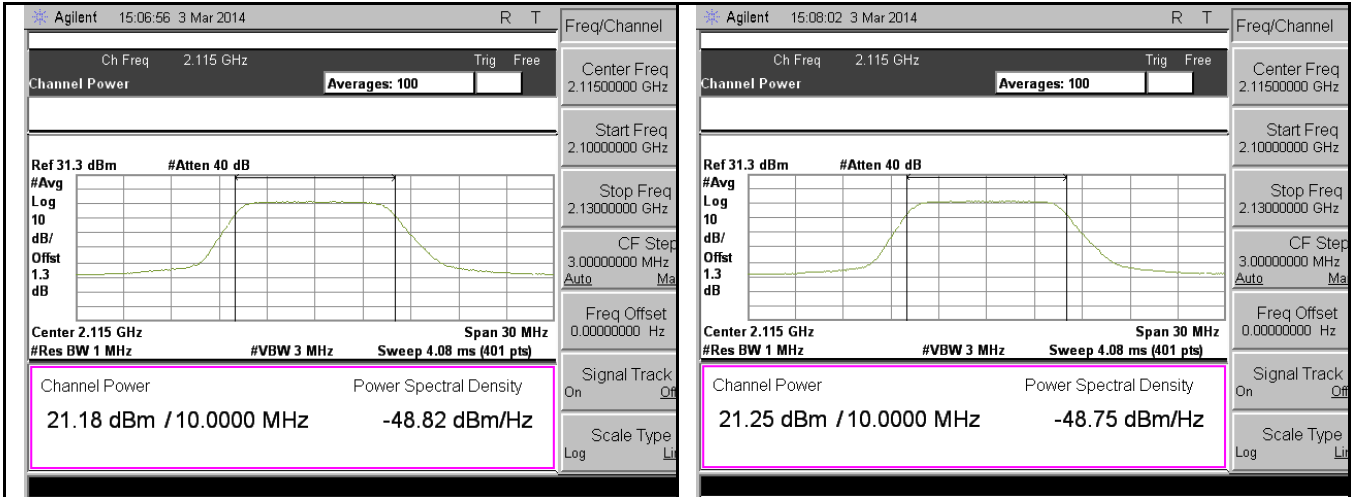 Agilent 15:06:56 3 Mar 2014 R T
Freq/Channel
Ch Freq 2.115 GHz Trig Free
Channel Power Averages: 100
Center Freq
2.11500000 GHz
Start Freq
2.10000000 GHz
Ref 31.3 dBm #Atten 40 dB
#Avg
Log
10
dB/
Offst
1.3
dB
Stop Freq
2.13000000 GHz
CF Step
3.00000000 MHz
Auto Ma
Freq Offset
0.00000000 Hz
Center 2.115 GHz Span 30 MHz
#Res BW 1 MHz #VBW 3 MHz Sweep 4.08 ms (401 pts)
Channel Power Power Spectral Density
21.18 dBm / 10.0000 MHz -48.82 dBm/Hz
Signal Track
On Of
Scale Type
Log Li
Agilent 15:08:02 3 Mar 2014 R T
Freq/Channel
Ch Freq 2.115 GHz Trig Free
Channel Power Averages: 100
Center Freq
2.11500000 GHz
Start Freq
2.10000000 GHz
Ref 31.3 dBm #Atten 40 dB
#Avg
Log
10
dB/
Offst
1.3
dB
Stop Freq
2.13000000 GHz
CF Step
3.00000000 MHz
Auto Ma
Freq Offset
0.00000000 Hz
Center 2.115 GHz Span 30 MHz
#Res BW 1 MHz #VBW 3 MHz Sweep 4.08 ms (401 pts)
Channel Power Power Spectral Density
21.25 dBm / 10.0000 MHz -48.75 dBm/Hz
Signal Track
On Off
Scale Type
Log Li